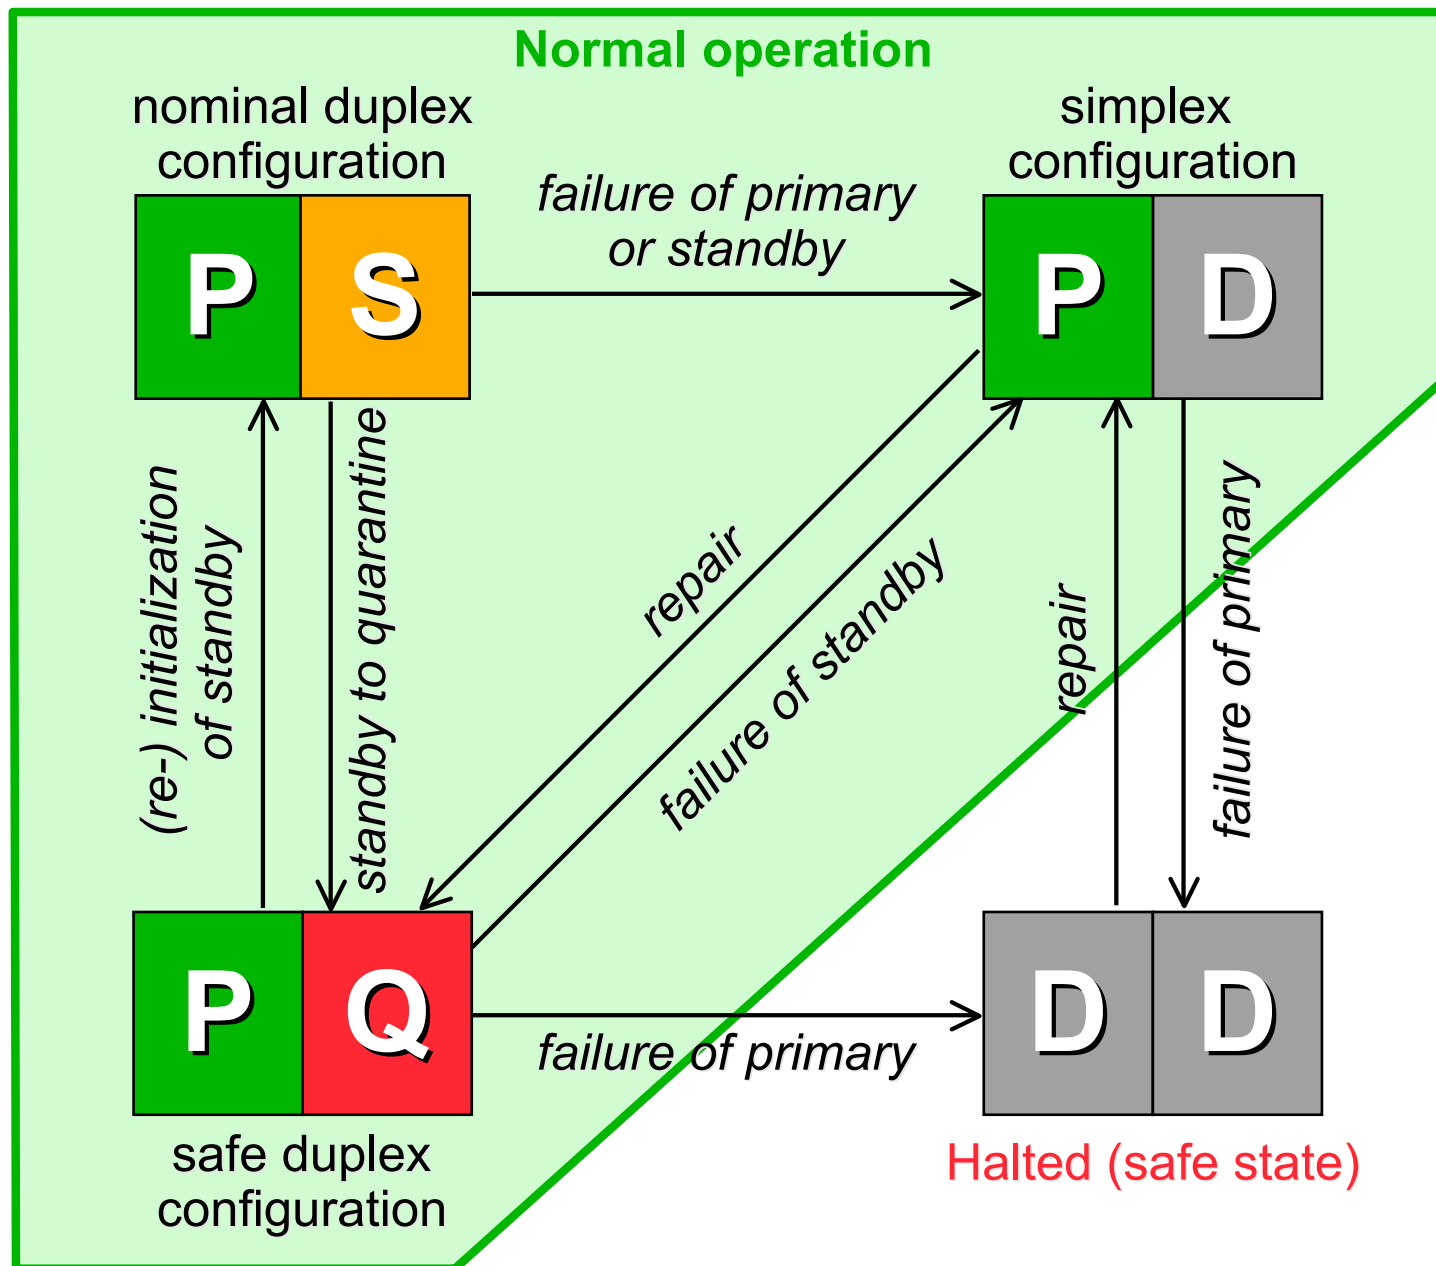 Normal operation
nominal duplex
configuration
simplex
configuration
failure of primary
or standby
P S
P D
(re-) initialization
of standby
standby to quarantine
repair
failure of standby
repair
failure of primary
P Q
failure of primary
D D
safe duplex
configuration
Halted (safe state)